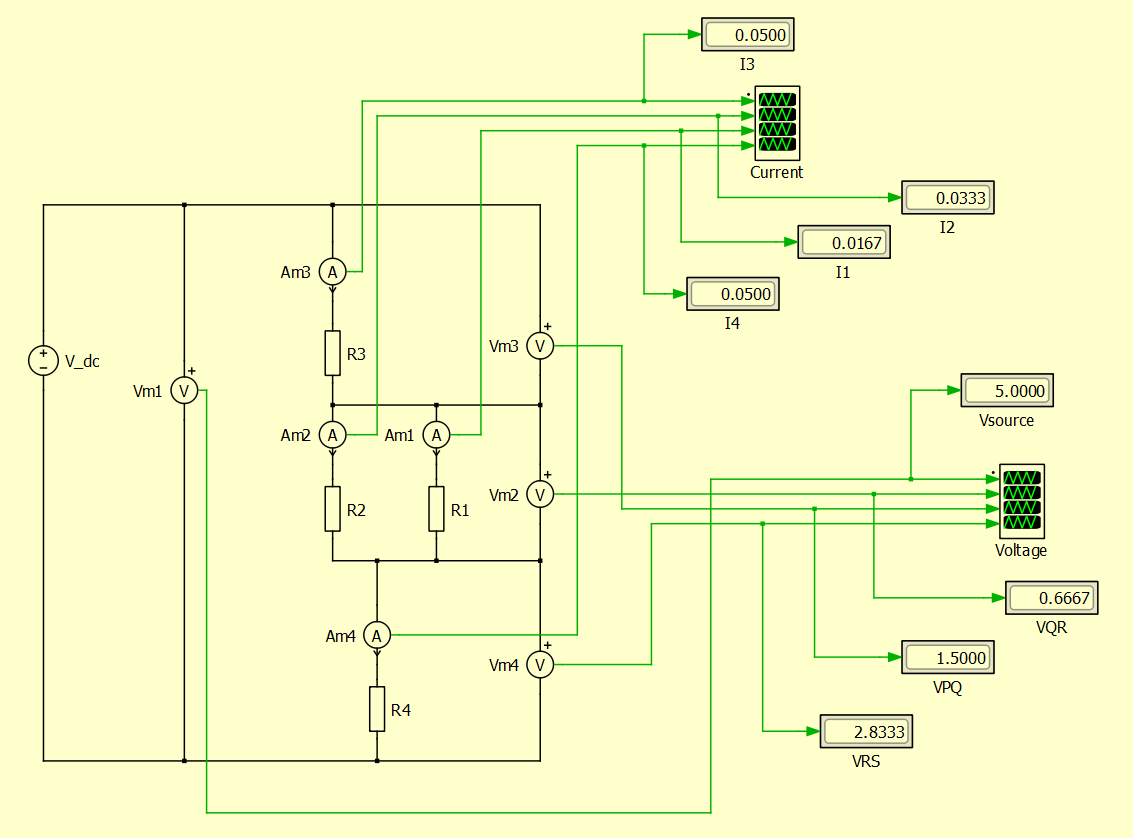 0.0500
I3
Current
0.0333
I2
0.0167
I1
0.0500
I4
Am3
A
R3
Vm3
V
+
V_dc
+
−
Vm1
V
+
Am2
A
Am1
A
R2
R1
Vm2
V
+
5.0000
Vsource
Voltage
0.6667
VQR
Am4
A
Vm4
V
+
1.5000
VPQ
R4
2.8333
VRS